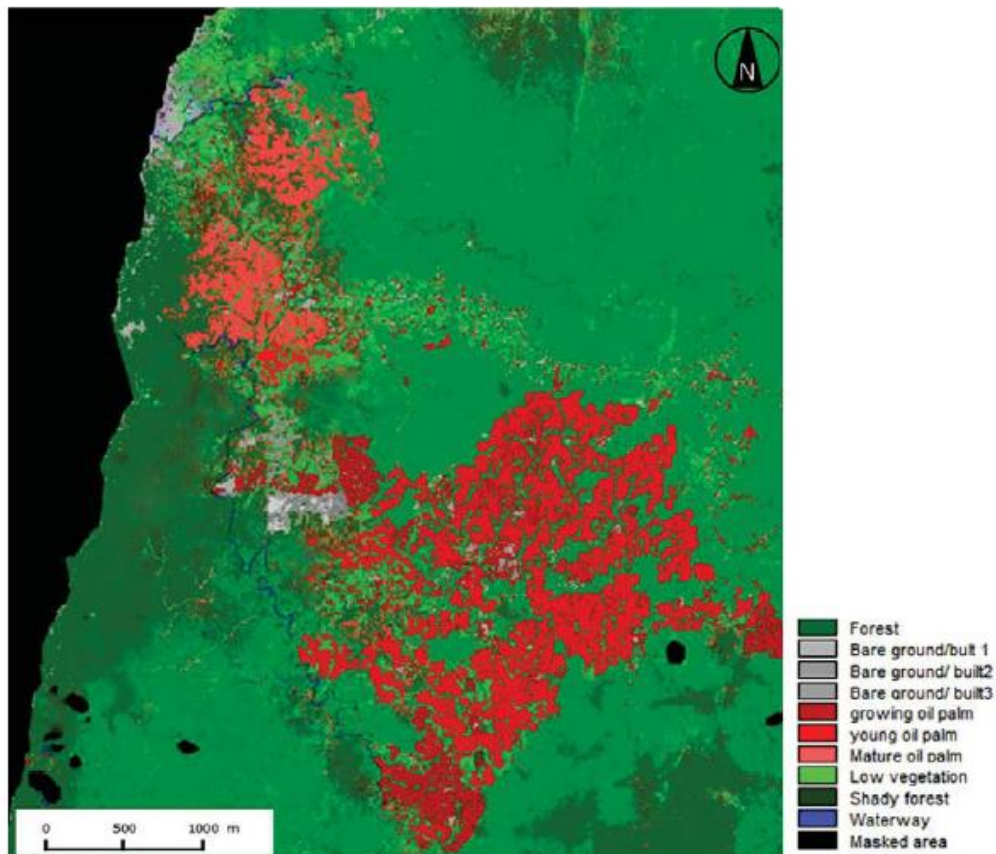 N
Forest
Bare ground/bult 1
Bare ground/ built2
Bare ground/ built3
growing oil palm
young oil palm
Mature oil palm
Low vegetation
Shady forest
Waterway
Masked area
0 500 1000 m